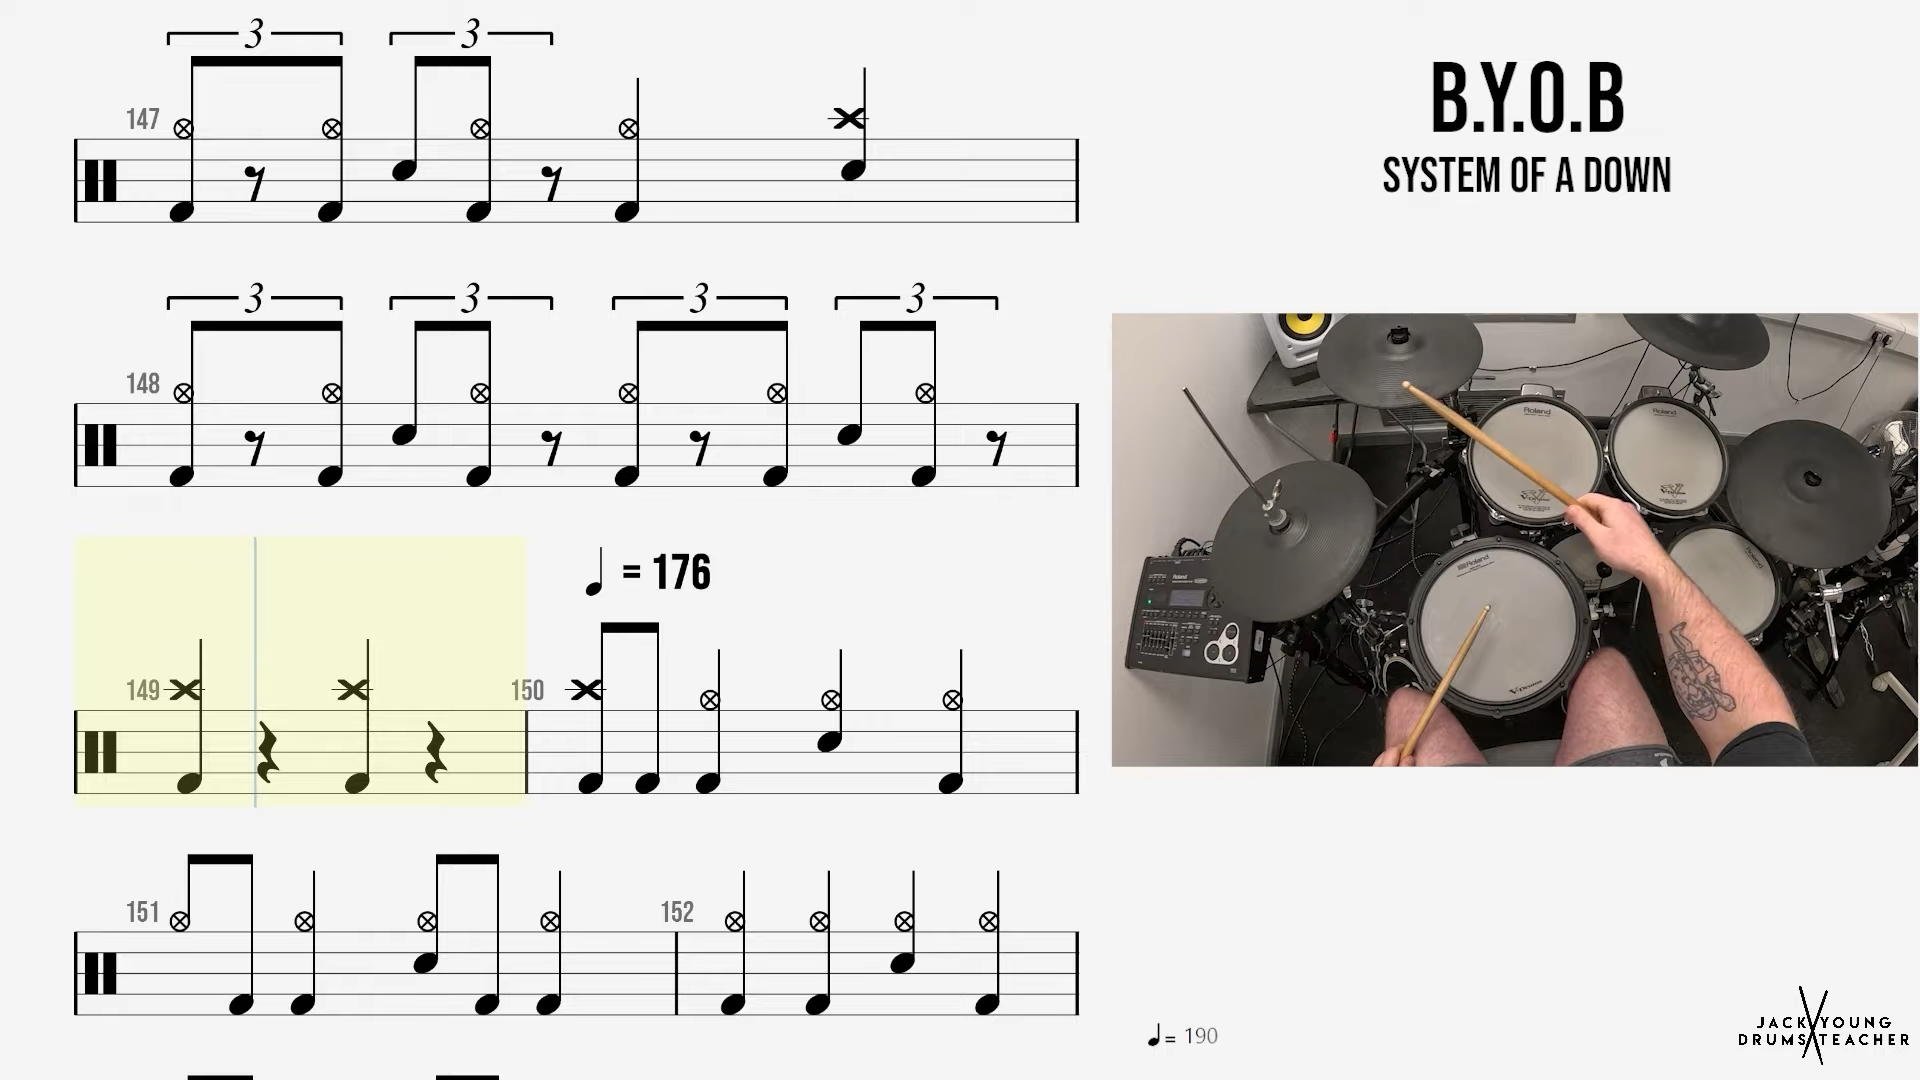 3 3
147
B.Y.O.B
SYSTEM OF A DOWN
3 3 3 3
148
♩ = 176
149 150
151 152
Roland
Roland
Roland
Roland
V-Drums
♩ = 190
JACK YOUNG
DRUMS TEACHER